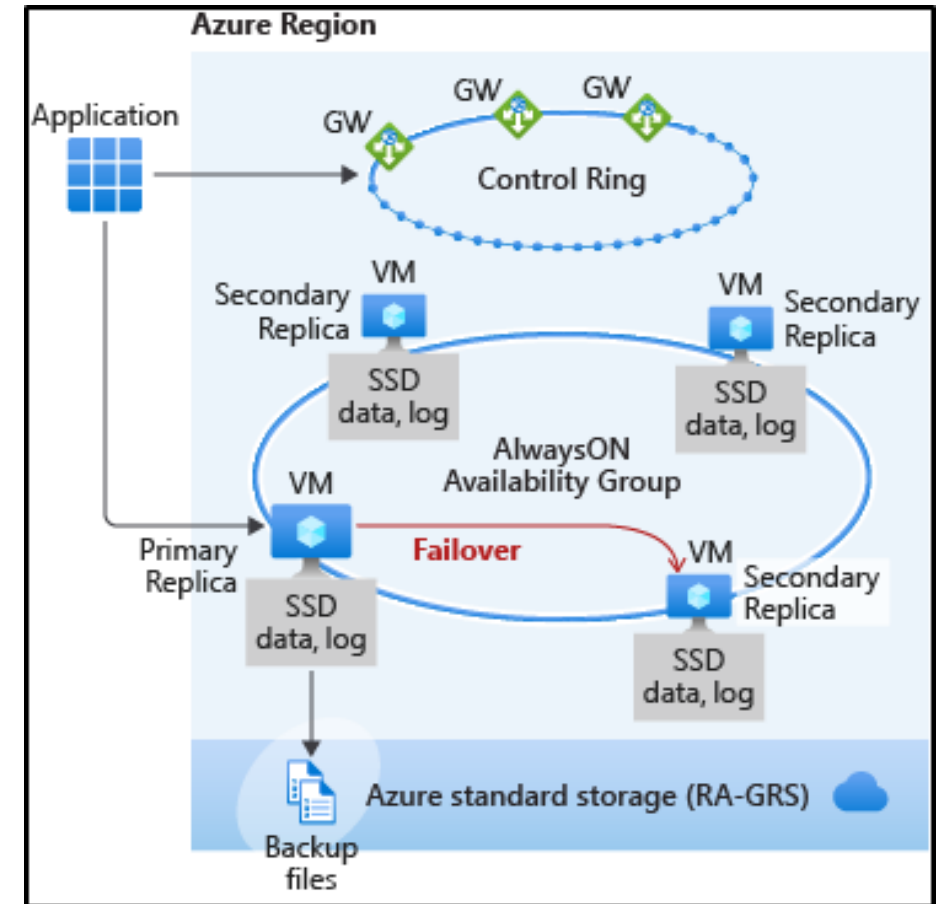 Azure Region
Application
GW
GW
GW
Control Ring
VM
Secondary
Replica
SSD
data, log
VM
Secondary
Replica
SSD
data, log
AlwaysON
Availability Group
VM
Primary
Replica
SSD
data, log
Failover
VM
Secondary
Replica
SSD
data, log
Azure standard storage (RA-GRS)
Backup
files